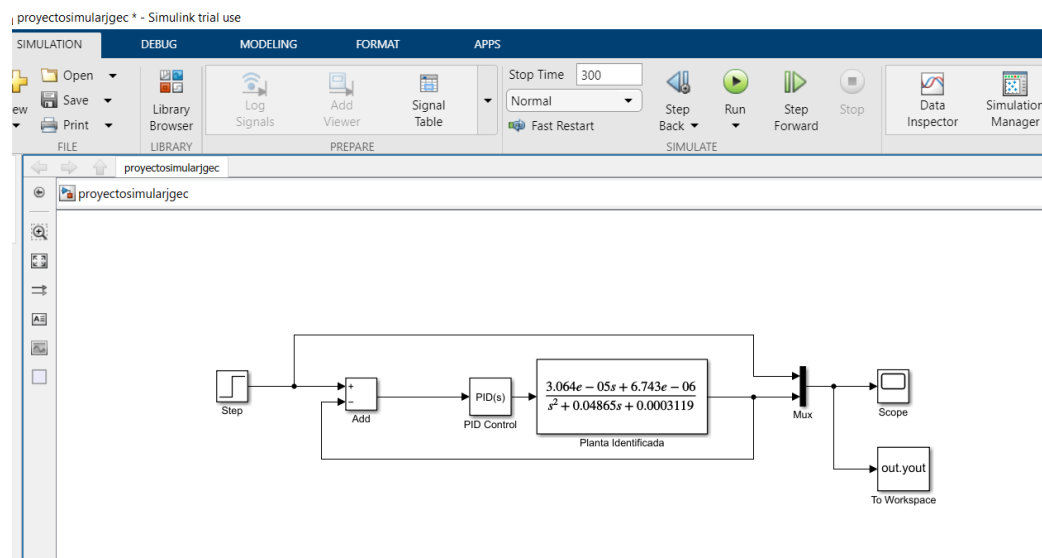 proyectosimularjgec * - Simulink trial use
SIMULATION DEBUG MODELING FORMAT APPS
Open
Save
Print
ew
FILE
Library Browser
LIBRARY
Log Signals
Add Viewer
Signal Table
PREPARE
Stop Time 300
Normal
Fast Restart
Step Back
Run
Step Forward
Stop
SIMULATE
Data Inspector
Simulation Manager
proyectosimularjgec
proyectosimularjgec
Step
+
−
Add
PID(s)
PID Control
3.064e − 05s + 6.743e − 06
s² + 0.04865s + 0.0003119
Planta Identificada
Mux
Scope
out.yout
To Workspace